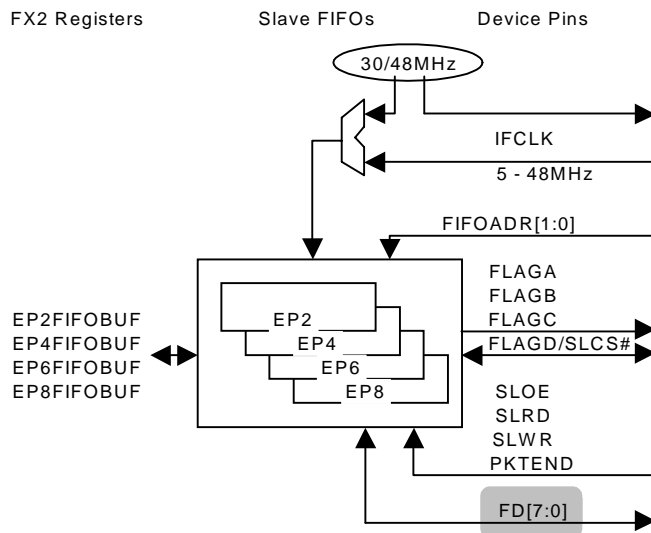 FX2 Registers Slave FIFOs Device Pins
30/48MHz
IFCLK
5 - 48MHz
FIFOADR[1:0]
FLAGA
FLAGB
FLAGC
FLAGD/SLCS#
EP2FIFOBUF
EP4FIFOBUF
EP6FIFOBUF
EP8FIFOBUF
EP2
EP4
EP6
EP8
SLOE
SLRD
SLWR
PKTEND
FD[7:0]